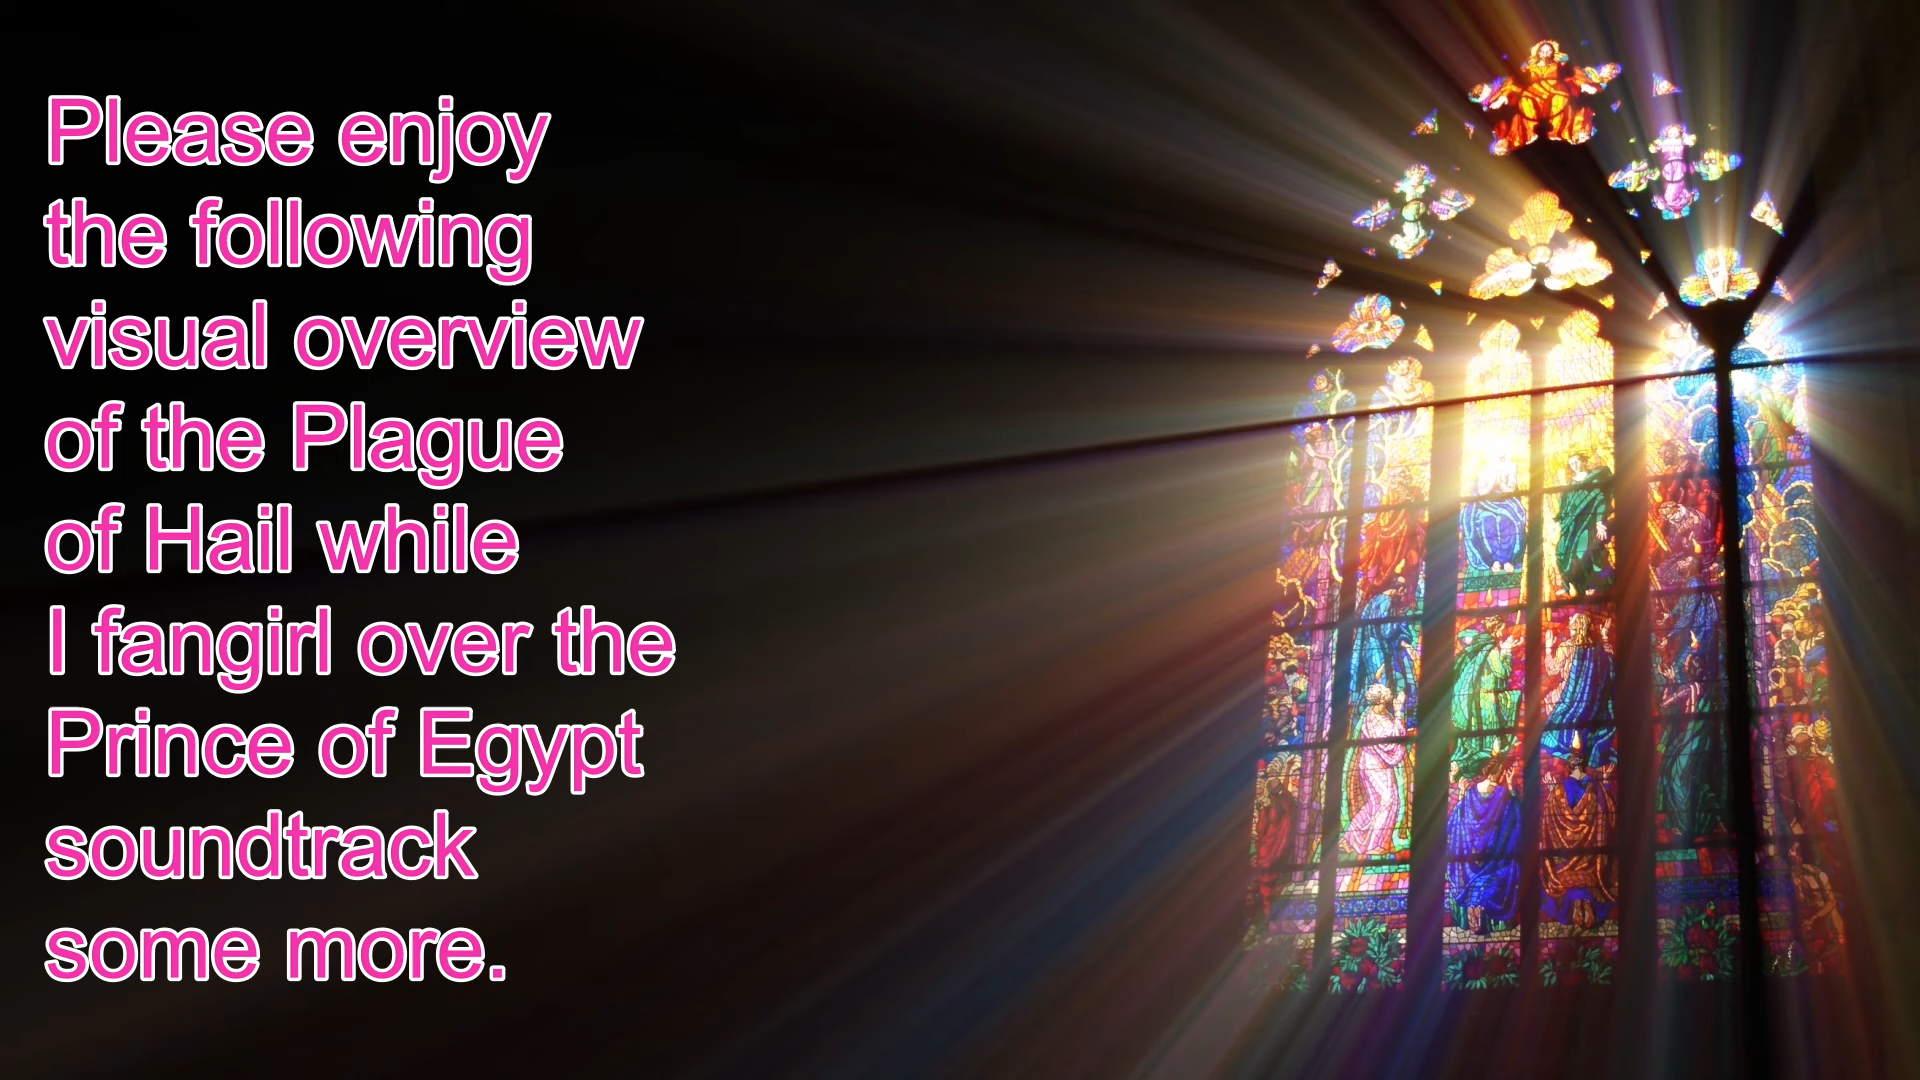 Please enjoy
the following
visual overview
of the Plague
of Hail while
I fangirl over the
Prince of Egypt
soundtrack
some more.